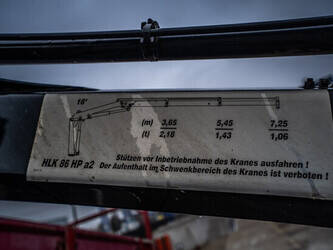 15°
(m) 3,65 5,45 7,25
(t) 2,18 1,43 1,06
HLK 86 HP a2
Stützen vor Inbetriebnahme des Kranes ausfahren !
Der Aufenthalt im Schwenkbereich des Kranes ist verboten !